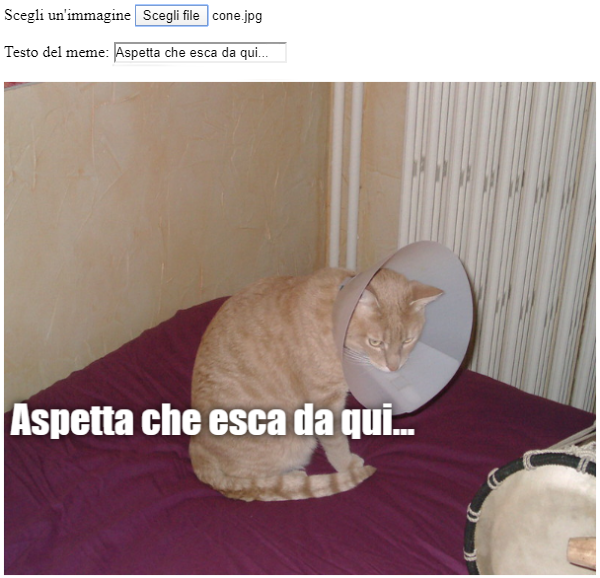 Scegli un'immagine Scegli file cone.jpg
Testo del meme: Aspetta che esca da qui...
Aspetta che esca da qui...